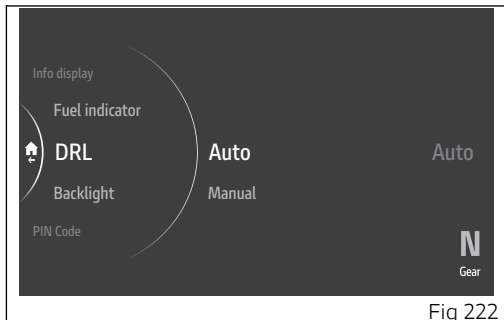 Info display
Fuel indicator
DRL Auto Auto
Backlight Manual
PIN Code
N
Gear
Fig 222